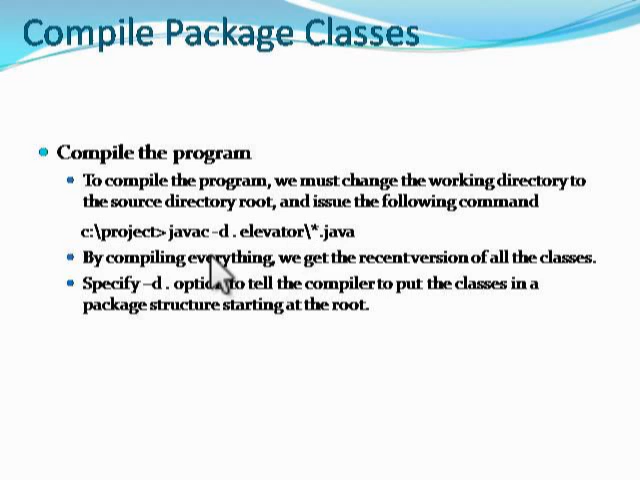 Compile Package Classes
Compile the program
To compile the program, we must change the working directory to
the source directory root, and issue the following command
c:\project> javac -d . elevator\*.java
By compiling everything, we get the recent version of all the classes.
Specify –d . option to tell the compiler to put the classes in a
package structure starting at the root.